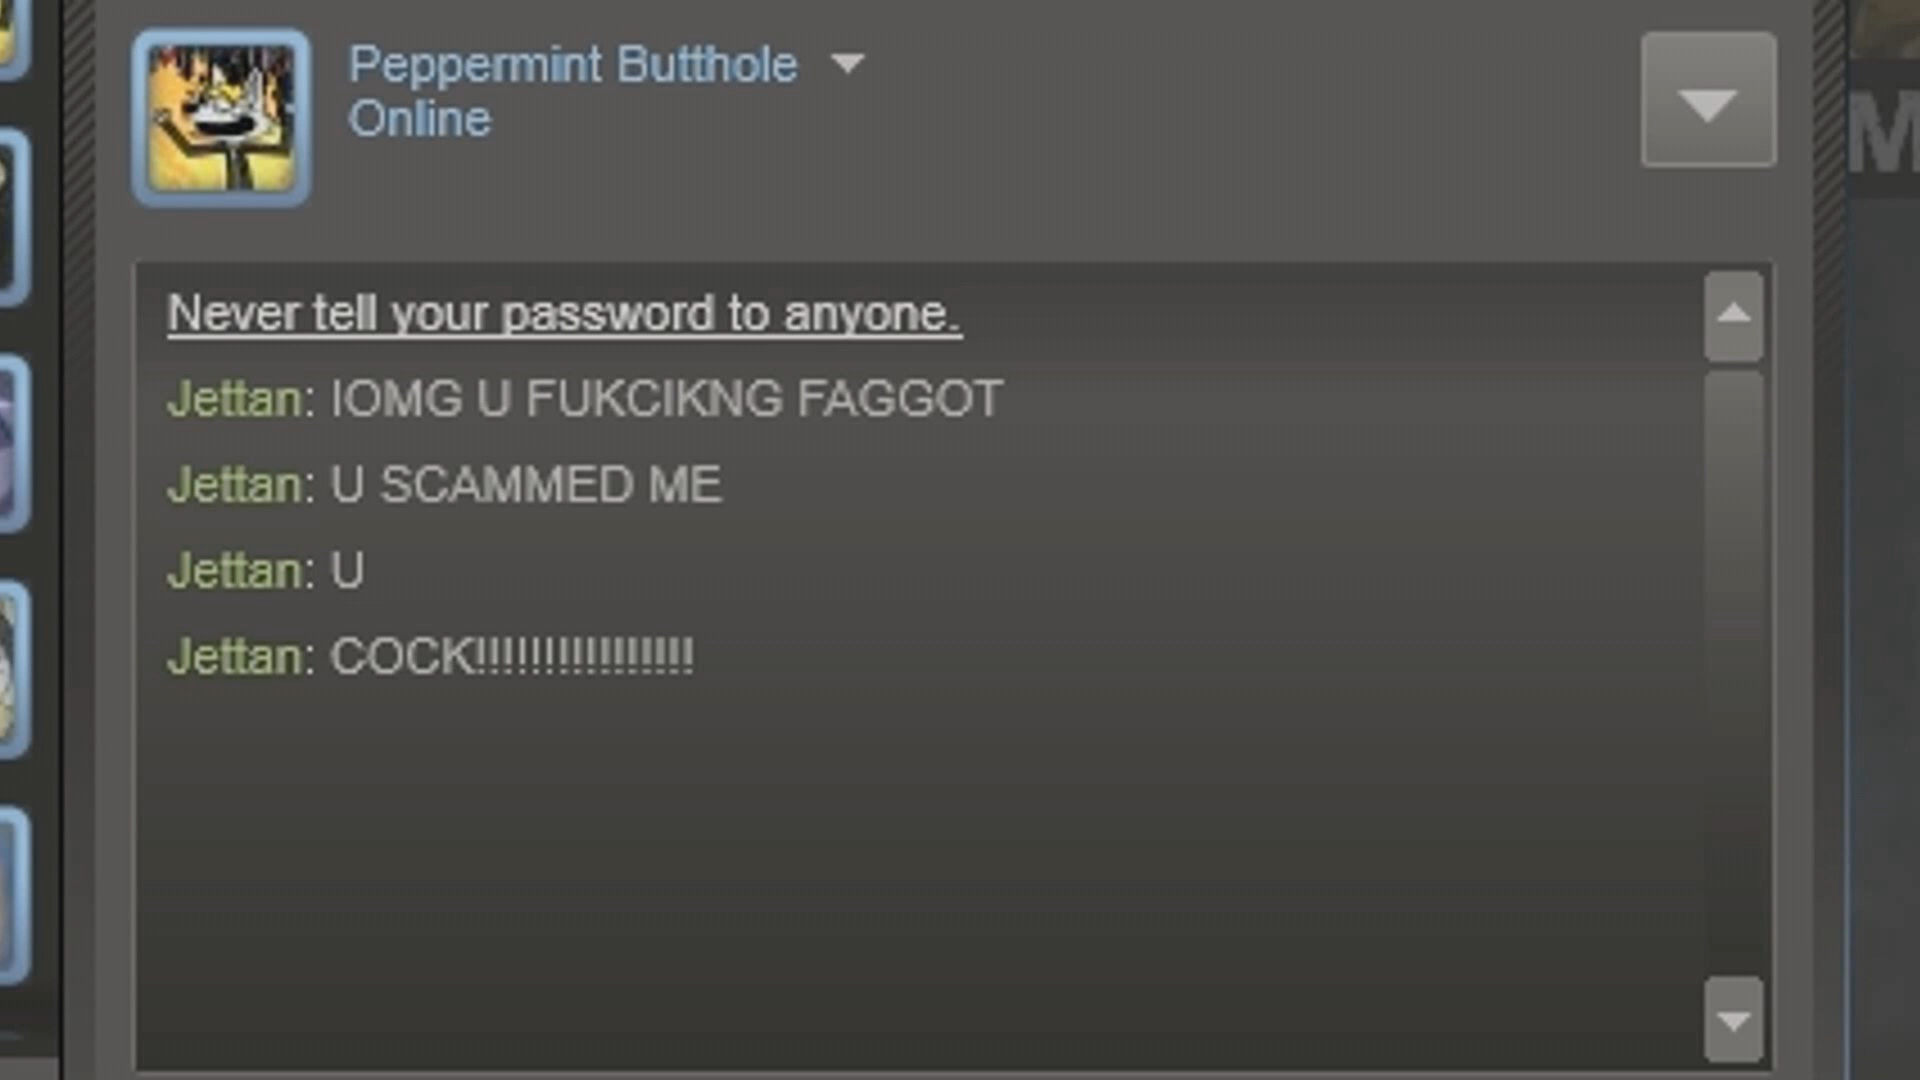 Peppermint Butthole
Online
Never tell your password to anyone.
Jettan: IOMG U FUKCIKNG FAGGOT
Jettan: U SCAMMED ME
Jettan: U
Jettan: COCK!!!!!!!!!!!!!!!!
M